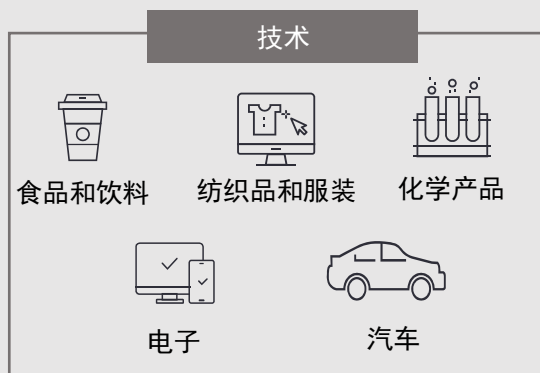 技术
食品和饮料
纺织品和服装
化学产品
电子
汽车